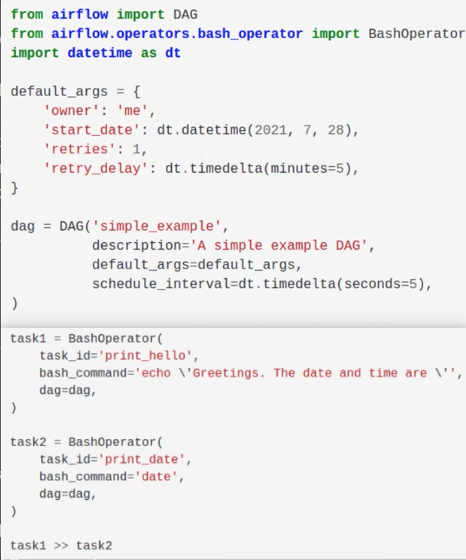 from airflow import DAG
from airflow.operators.bash_operator import BashOperator
import datetime as dt
default_args = {
    'owner': 'me',
    'start_date': dt.datetime(2021, 7, 28),
    'retries': 1,
    'retry_delay': dt.timedelta(minutes=5),
}
dag = DAG('simple_example',
          description='A simple example DAG',
          default_args=default_args,
          schedule_interval=dt.timedelta(seconds=5),
)
task1 = BashOperator(
    task_id='print_hello',
    bash_command='echo \'Greetings. The date and time are \'',
    dag=dag,
)
task2 = BashOperator(
    task_id='print_date',
    bash_command='date',
    dag=dag,
)
task1 >> task2